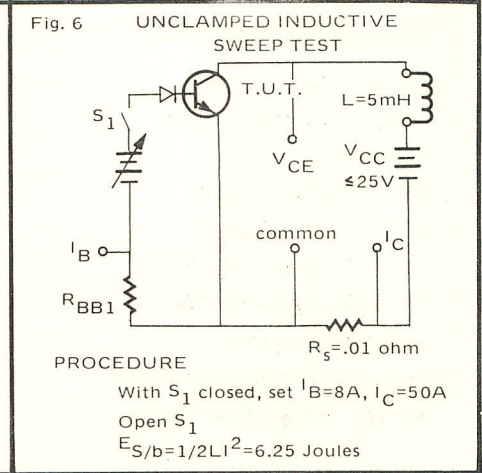 Fig. 6 UNCLAMPED INDUCTIVE
SWEEP TEST
T.U.T.
L=5mH
S1
VCE
VCC
≤25V
IB
common
IC
RBB1
Rs=.01 ohm
PROCEDURE
With S1 closed, set IB=8A, IC=50A
Open S1
ES/b=1/2LI²=6.25 Joules